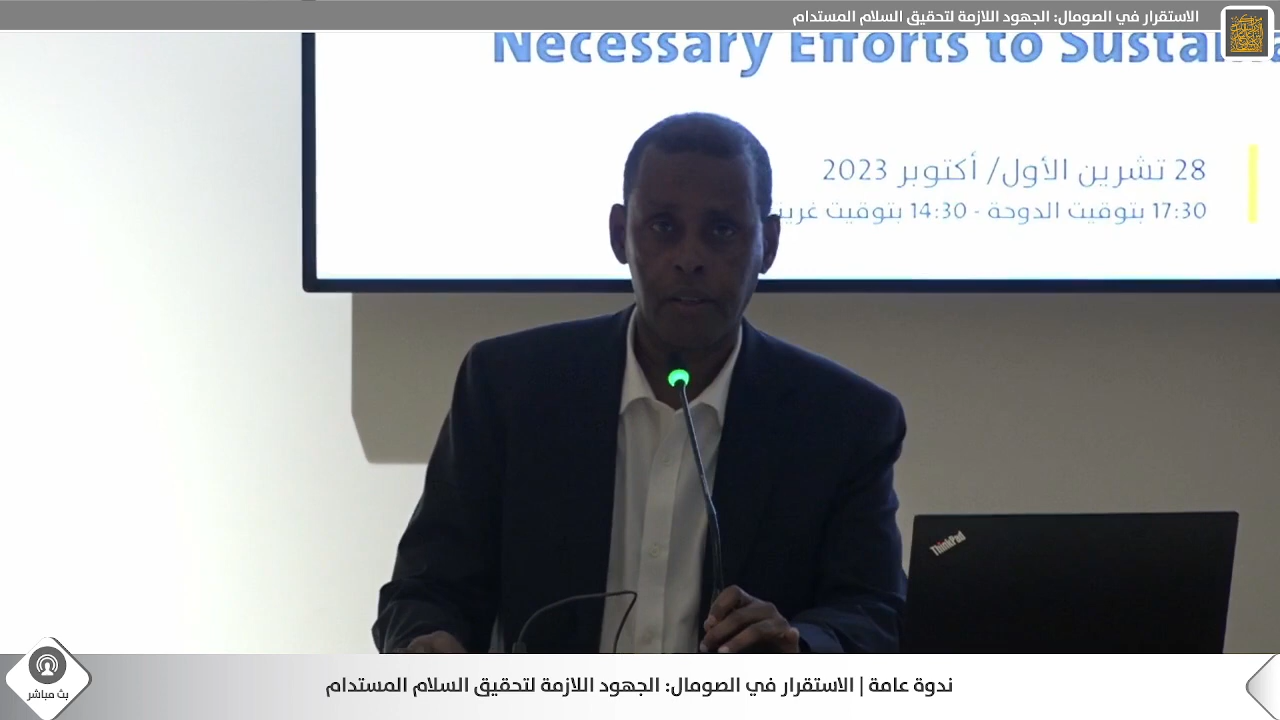 الاستقرار في الصومال: الجهود اللازمة لتحقيق السلام المستدام
Necessary Efforts to
28 تشرين الأول/ أكتوبر 2023
17:30 بتوقيت الدوحة - 14:30 بتوقيت
ThinkPad
بث مباشر
ندوة عامة | الاستقرار في الصومال: الجهود اللازمة لتحقيق السلام المستدام